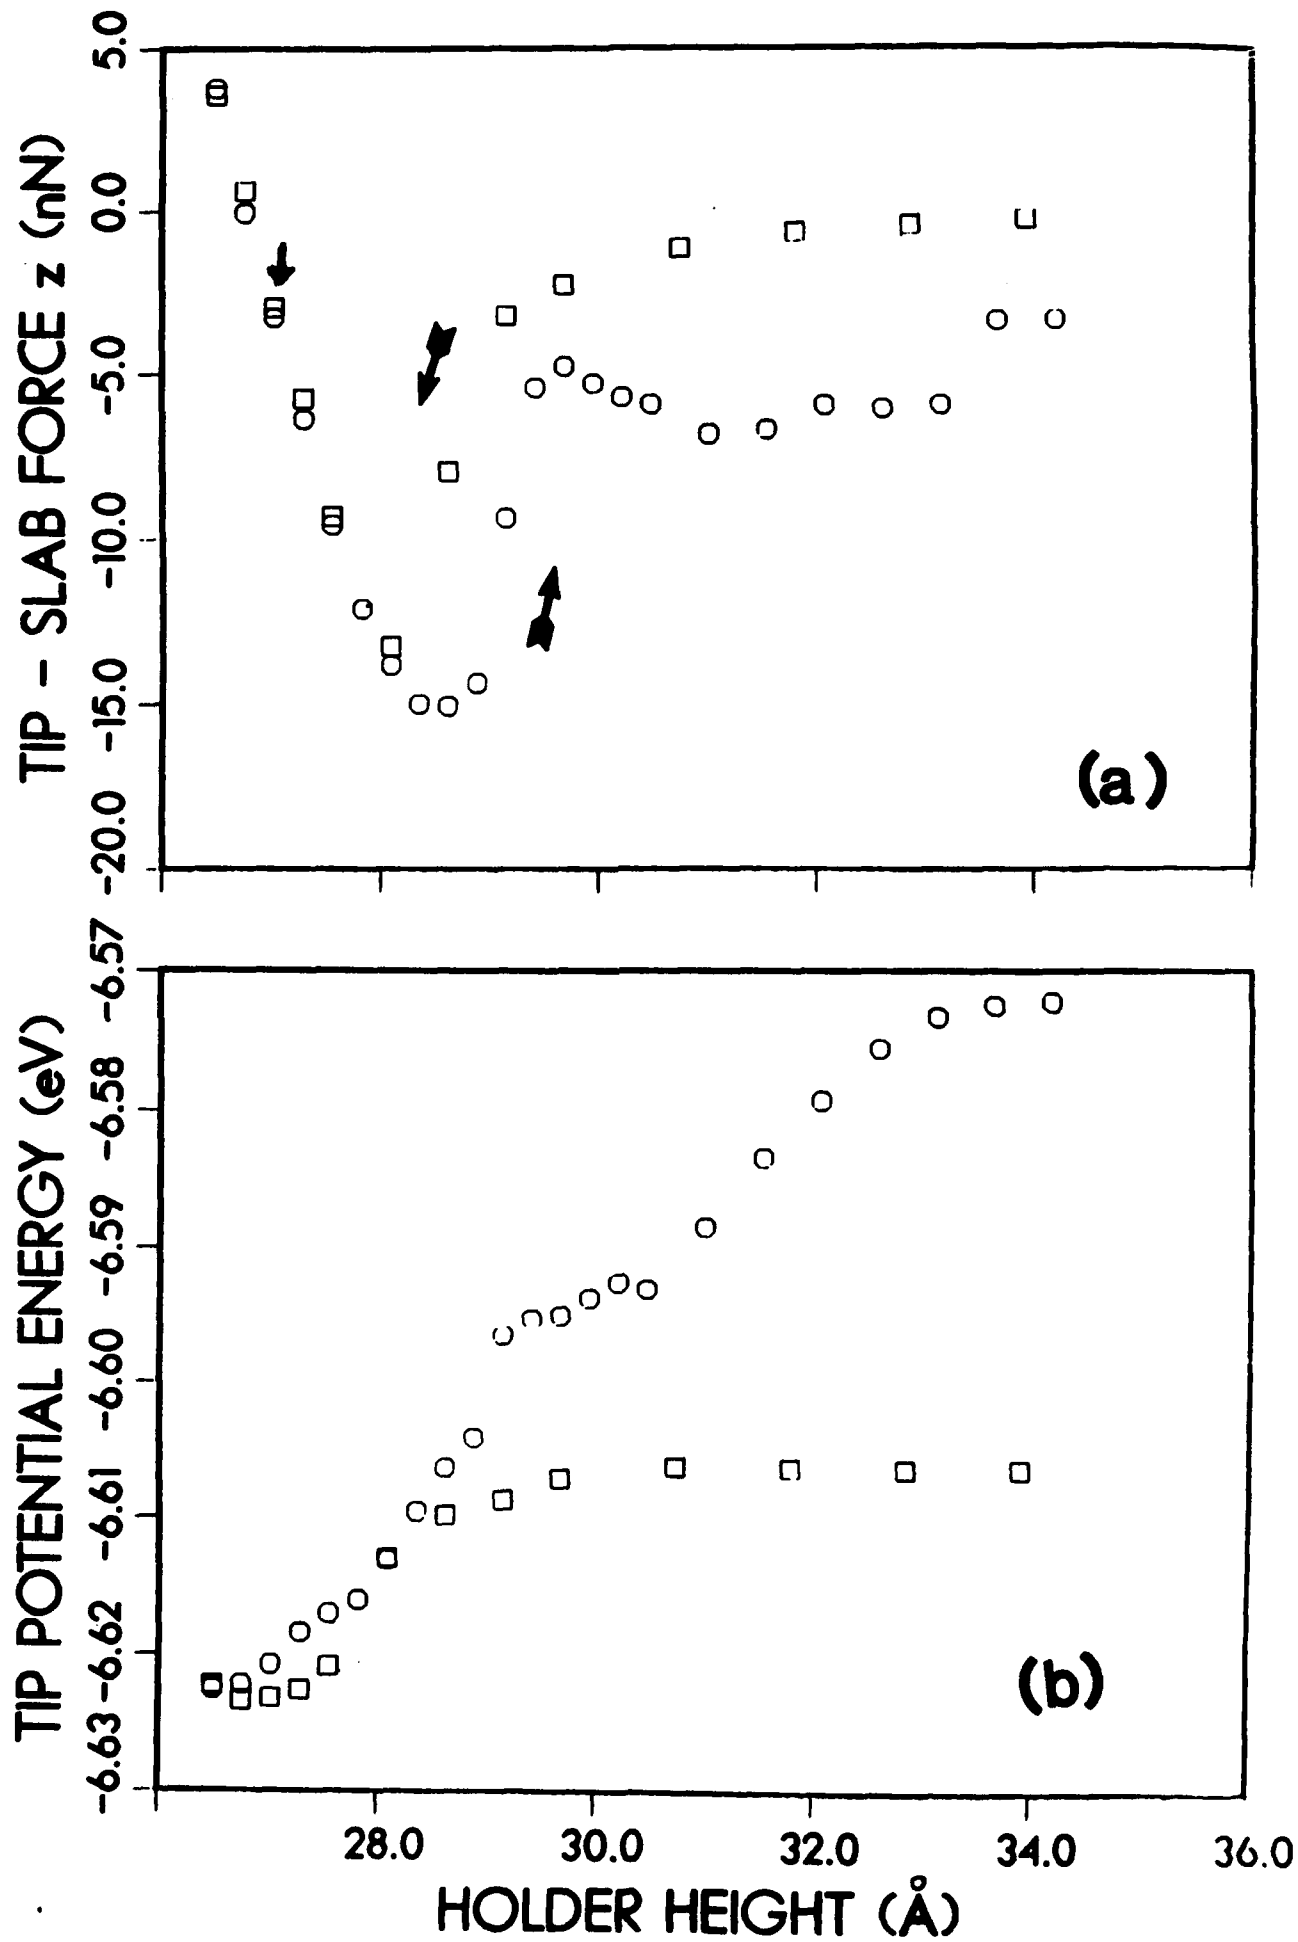 TIP – SLAB FORCE z (nN)
5.0
0.0
−5.0
−10.0
−15.0
−20.0
(a)
TIP POTENTIAL ENERGY (eV)
−6.57
−6.58
−6.59
−6.60
−6.61
−6.62
−6.63
(b)
28.0 30.0 32.0 34.0 36.0
HOLDER HEIGHT (Å)